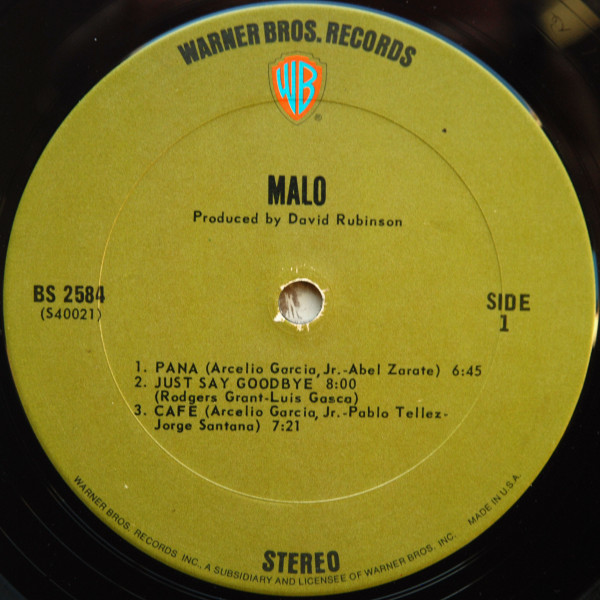 WARNER BROS. RECORDS
WB
®
MALO
Produced by David Rubinson
BS 2584
(S40021)
SIDE
1
1. PANA (Arcelio Garcia, Jr.-Abel Zarate) 6:45
2. JUST SAY GOODBYE 8:00
(Rodgers Grant-Luis Gasca)
3. CAFÉ (Arcelio Garcia, Jr.-Pablo Tellez-
Jorge Santana) 7:21
STEREO
WARNER BROS. RECORDS INC., A SUBSIDIARY AND LICENSEE OF WARNER BROS. INC. MADE IN U.S.A.